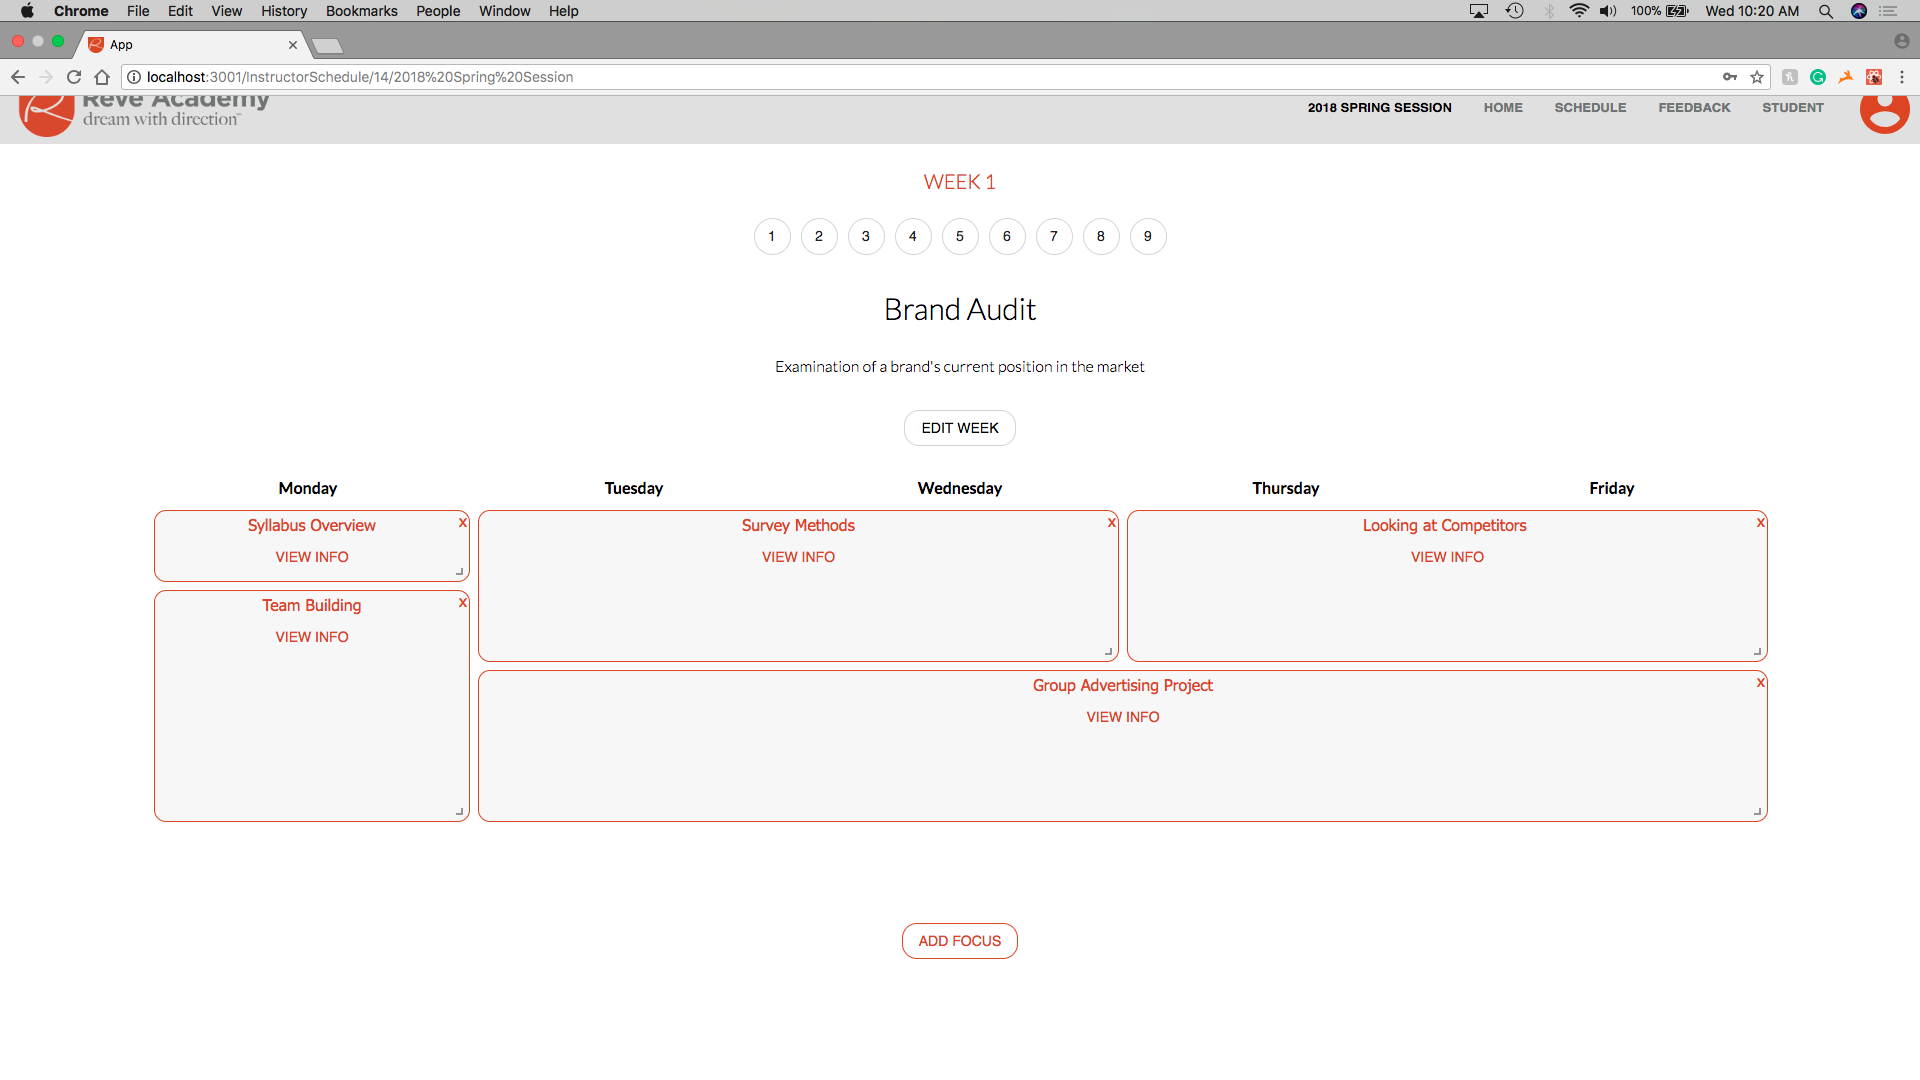 Chrome File Edit View History Bookmarks People Window Help 100% Wed 10:20 AM
App
localhost:3001/InstructorSchedule/14/2018%20Spring%20Session
Reve Academy
dream with direction
2018 SPRING SESSION HOME SCHEDULE FEEDBACK STUDENT
WEEK 1
1 2 3 4 5 6 7 8 9
Brand Audit
Examination of a brand's current position in the market
EDIT WEEK
Monday Tuesday Wednesday Thursday Friday
Syllabus Overview X
VIEW INFO
Survey Methods X
VIEW INFO
Looking at Competitors X
VIEW INFO
Team Building X
VIEW INFO
Group Advertising Project X
VIEW INFO
ADD FOCUS